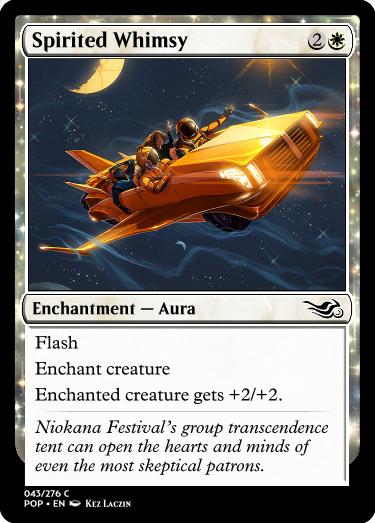 Spirited Whimsy 2
Enchantment — Aura
Flash
Enchant creature
Enchanted creature gets +2/+2.
Niokana Festival's group transcendence
tent can open the hearts and minds of
even the most skeptical patrons.
043/276 C
POP • EN Kez Laczin